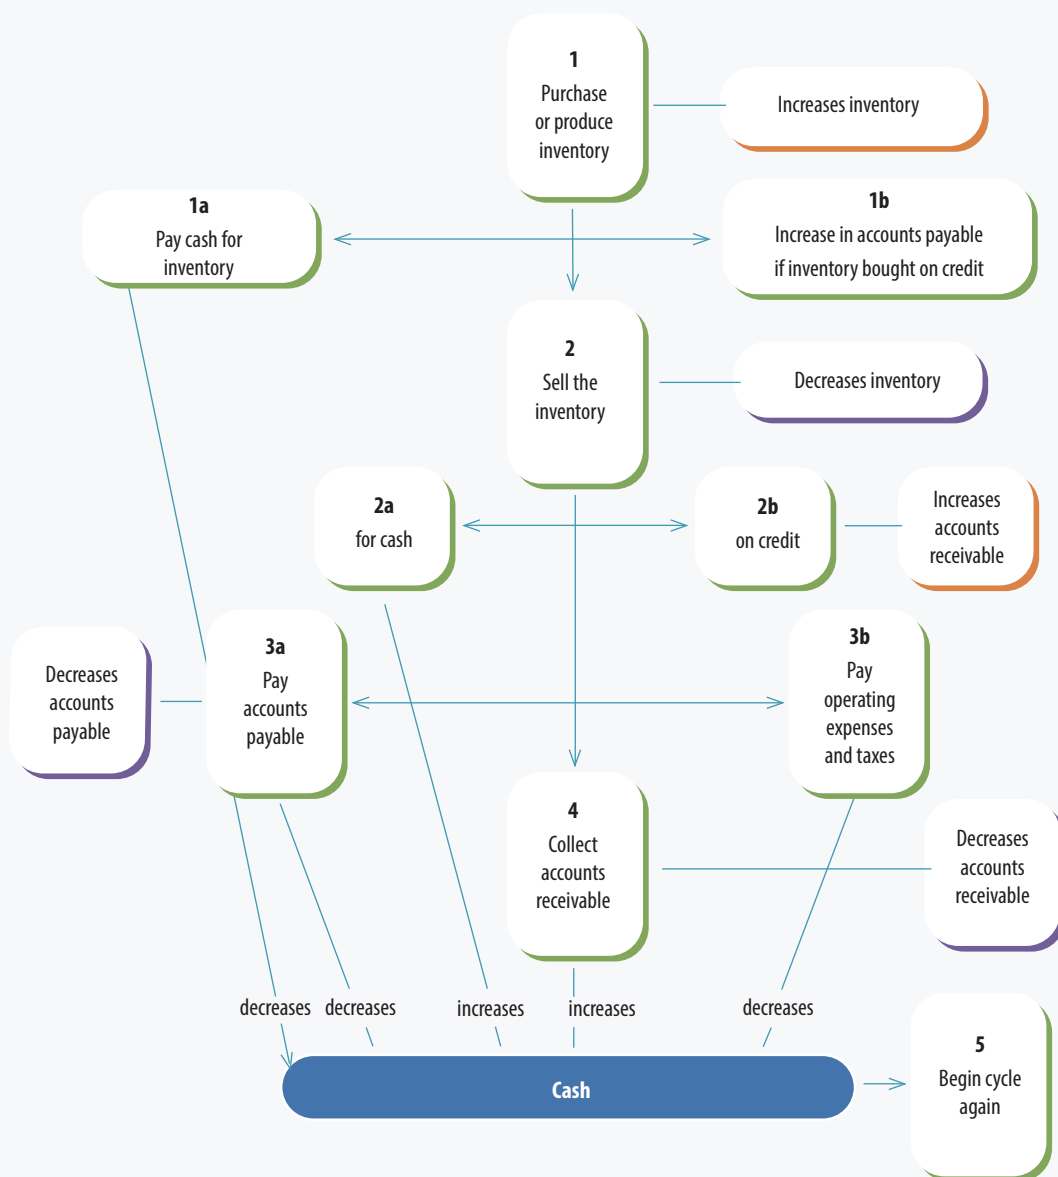 1
Purchase
or produce
inventory
Increases inventory
1a
Pay cash for
inventory
1b
Increase in accounts payable
if inventory bought on credit
2
Sell the
inventory
Decreases inventory
2a
for cash
2b
on credit
Increases
accounts
receivable
Decreases
accounts
payable
3a
Pay
accounts
payable
3b
Pay
operating
expenses
and taxes
4
Collect
accounts
receivable
Decreases
accounts
receivable
decreases
decreases
increases
increases
decreases
Cash
5
Begin cycle
again